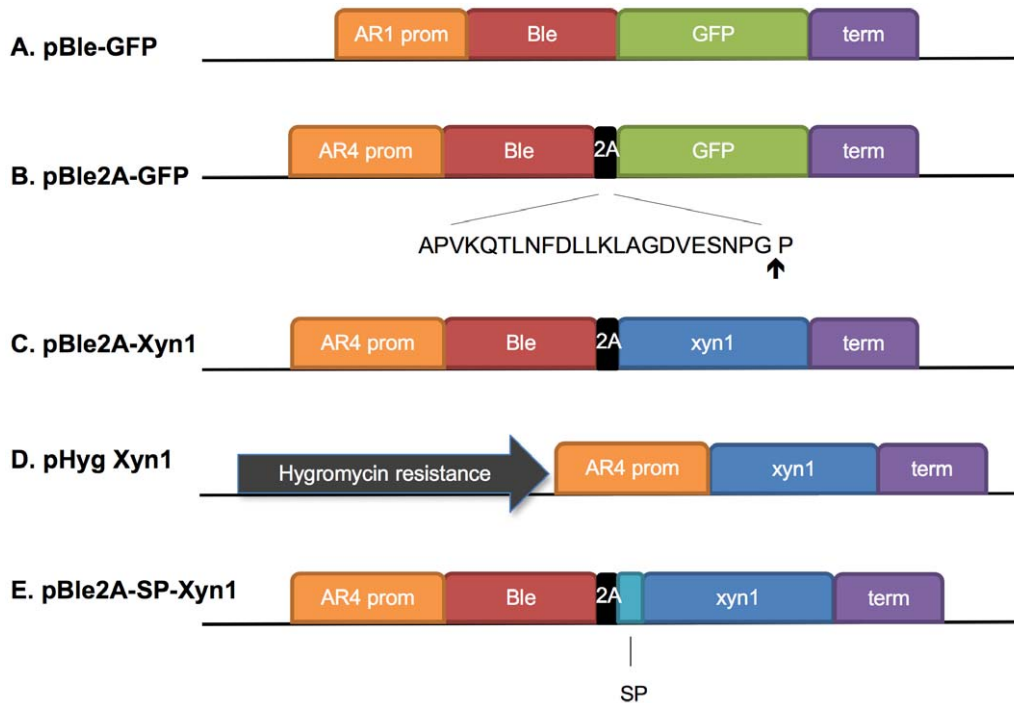 A. pBle-GFP AR1 prom Ble GFP term
AR4 prom Ble 2A GFP term
B. pBle2A-GFP
APVKQTLNFDLLKLAGDVESNPG P
C. pBle2A-Xyn1 AR4 prom Ble 2A xyn1 term
D. pHyg Xyn1 Hygromycin resistance AR4 prom xyn1 term
E. pBle2A-SP-Xyn1 AR4 prom Ble 2A xyn1 term
SP